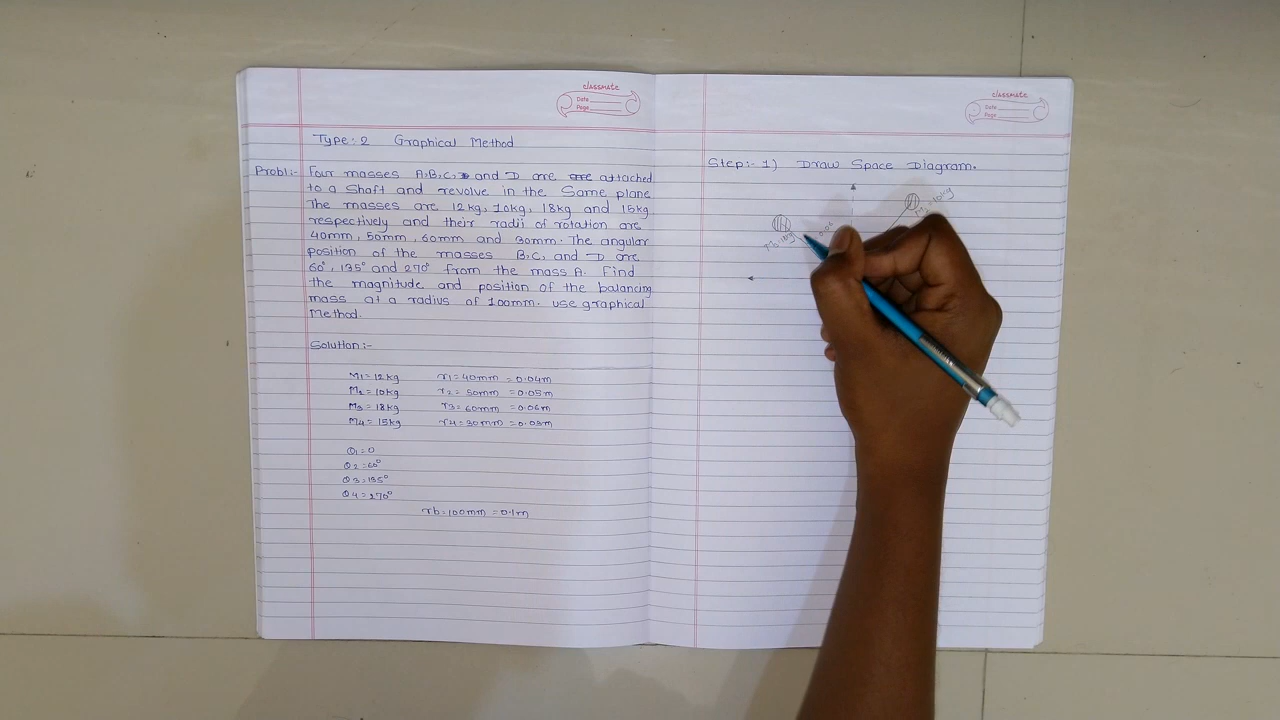 classmate
Date
Page
Type:- 2 Graphical Method
Probl:- Four masses A,B,C, and D are attached
to a Shaft and revolve in the Same plane
The masses are 12kg, 10kg, 18kg and 15kg
respectively and their radii of rotation are
40mm, 50mm, 60mm and 30mm. The angular
position of the masses B,C, and D are
60°, 135° and 270° from the mass A. Find
the magnitude and position of the balancing
mass at a radius of 100mm. use graphical
Method.
Solution:-
M1=12kg r1=40mm =0.04m
M2=10kg r2=50mm =0.05m
M3=18kg r3=60mm =0.06m
M4=15kg r4=30mm =0.03m
θ1=0
θ2=60°
θ3=135°
θ4=270°
rb=100mm =0.1m
classmate
Date
Page
Step:- 1) Draw Space Diagram.
0.06